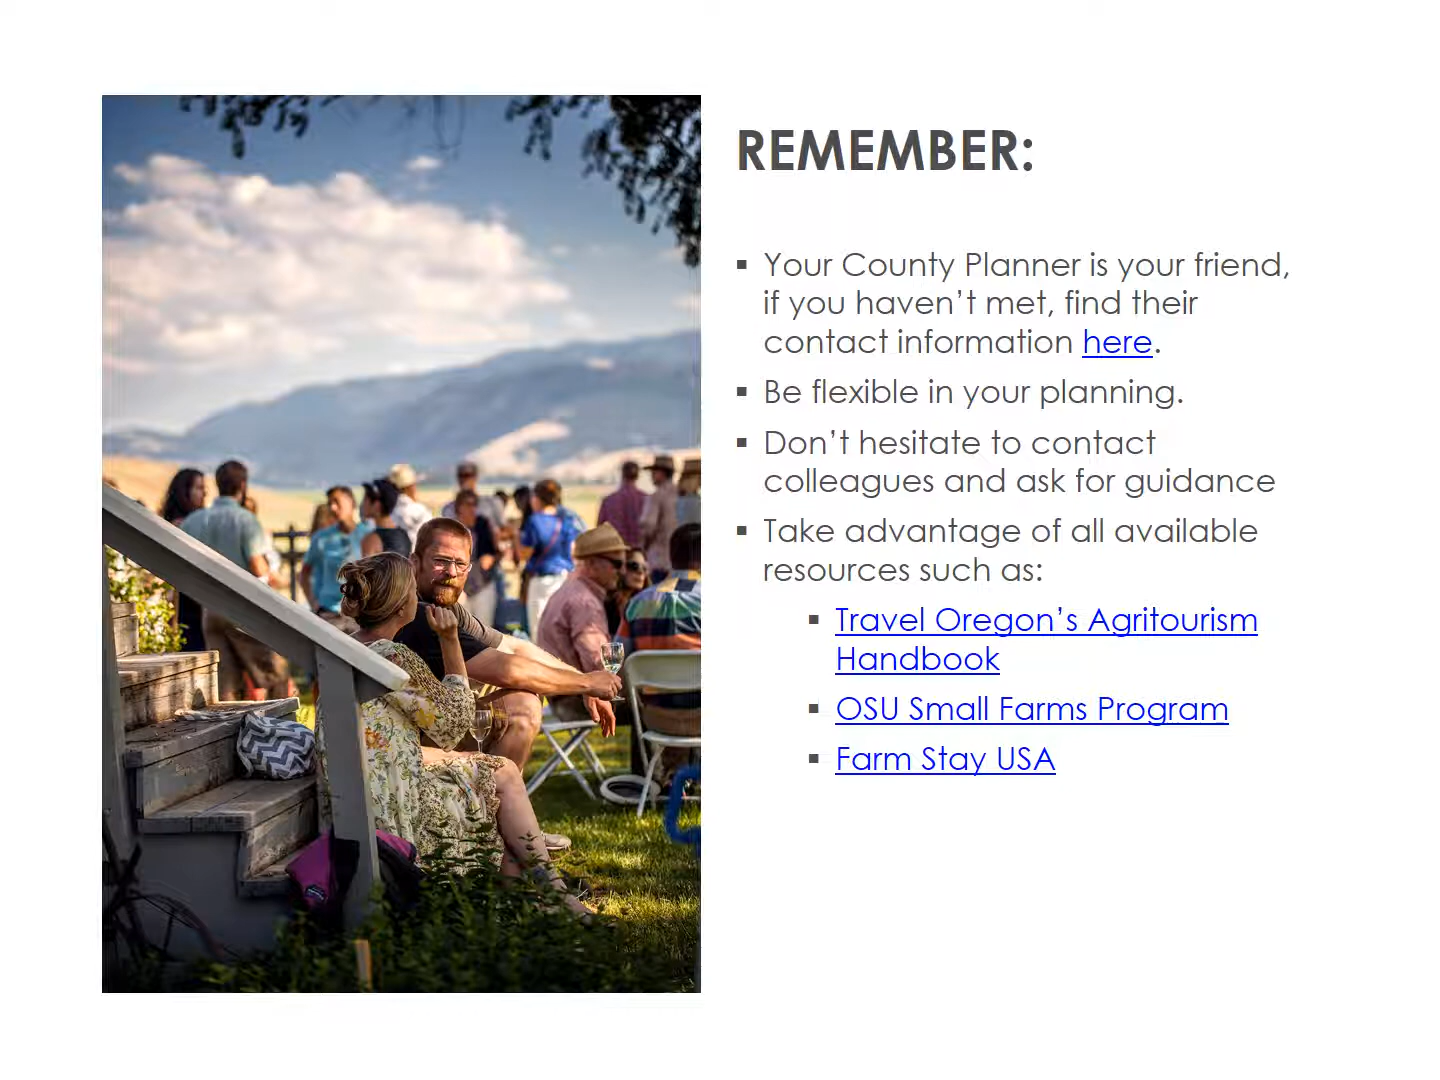 REMEMBER:
▪ Your County Planner is your friend,
if you haven’t met, find their
contact information here.
▪ Be flexible in your planning.
▪ Don’t hesitate to contact
colleagues and ask for guidance
▪ Take advantage of all available
resources such as:
▪ Travel Oregon’s Agritourism
Handbook
▪ OSU Small Farms Program
▪ Farm Stay USA